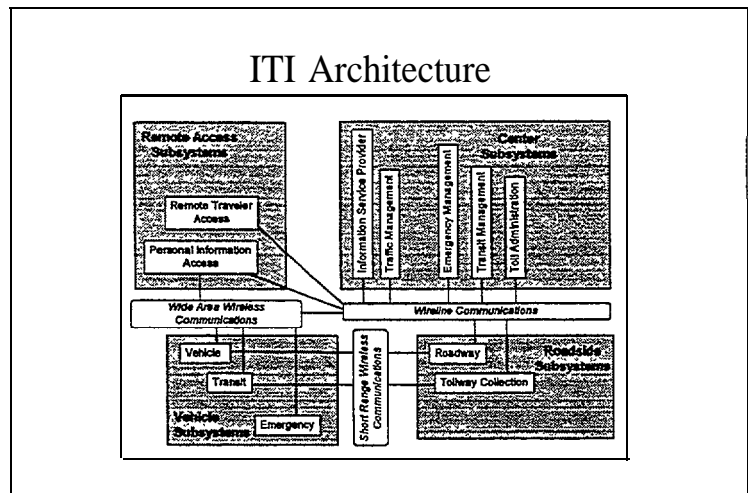 ITI Architecture
Remote Access
Subsystems
Remote Traveler
Access
Personal Information
Access
Center
Subsystems
Information Service Provider
Traffic Management
Emergency Management
Transit Management
Toll Administration
Wide Area Wireless
Communications
Wireline Communications
Vehicle
Transit
Emergency
Vehicle
Subsystems
Short Range Wireless
Communications
Roadway
Tollway Collection
Roadside
Subsystems